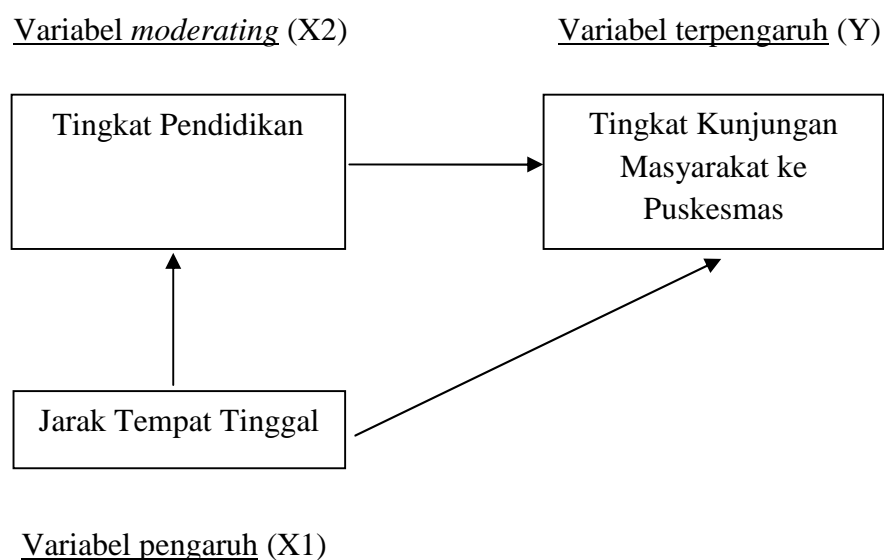 Variabel moderating (X2)
Variabel terpengaruh (Y)
Tingkat Pendidikan
Tingkat Kunjungan
Masyarakat ke
Puskesmas
Jarak Tempat Tinggal
Variabel pengaruh (X1)